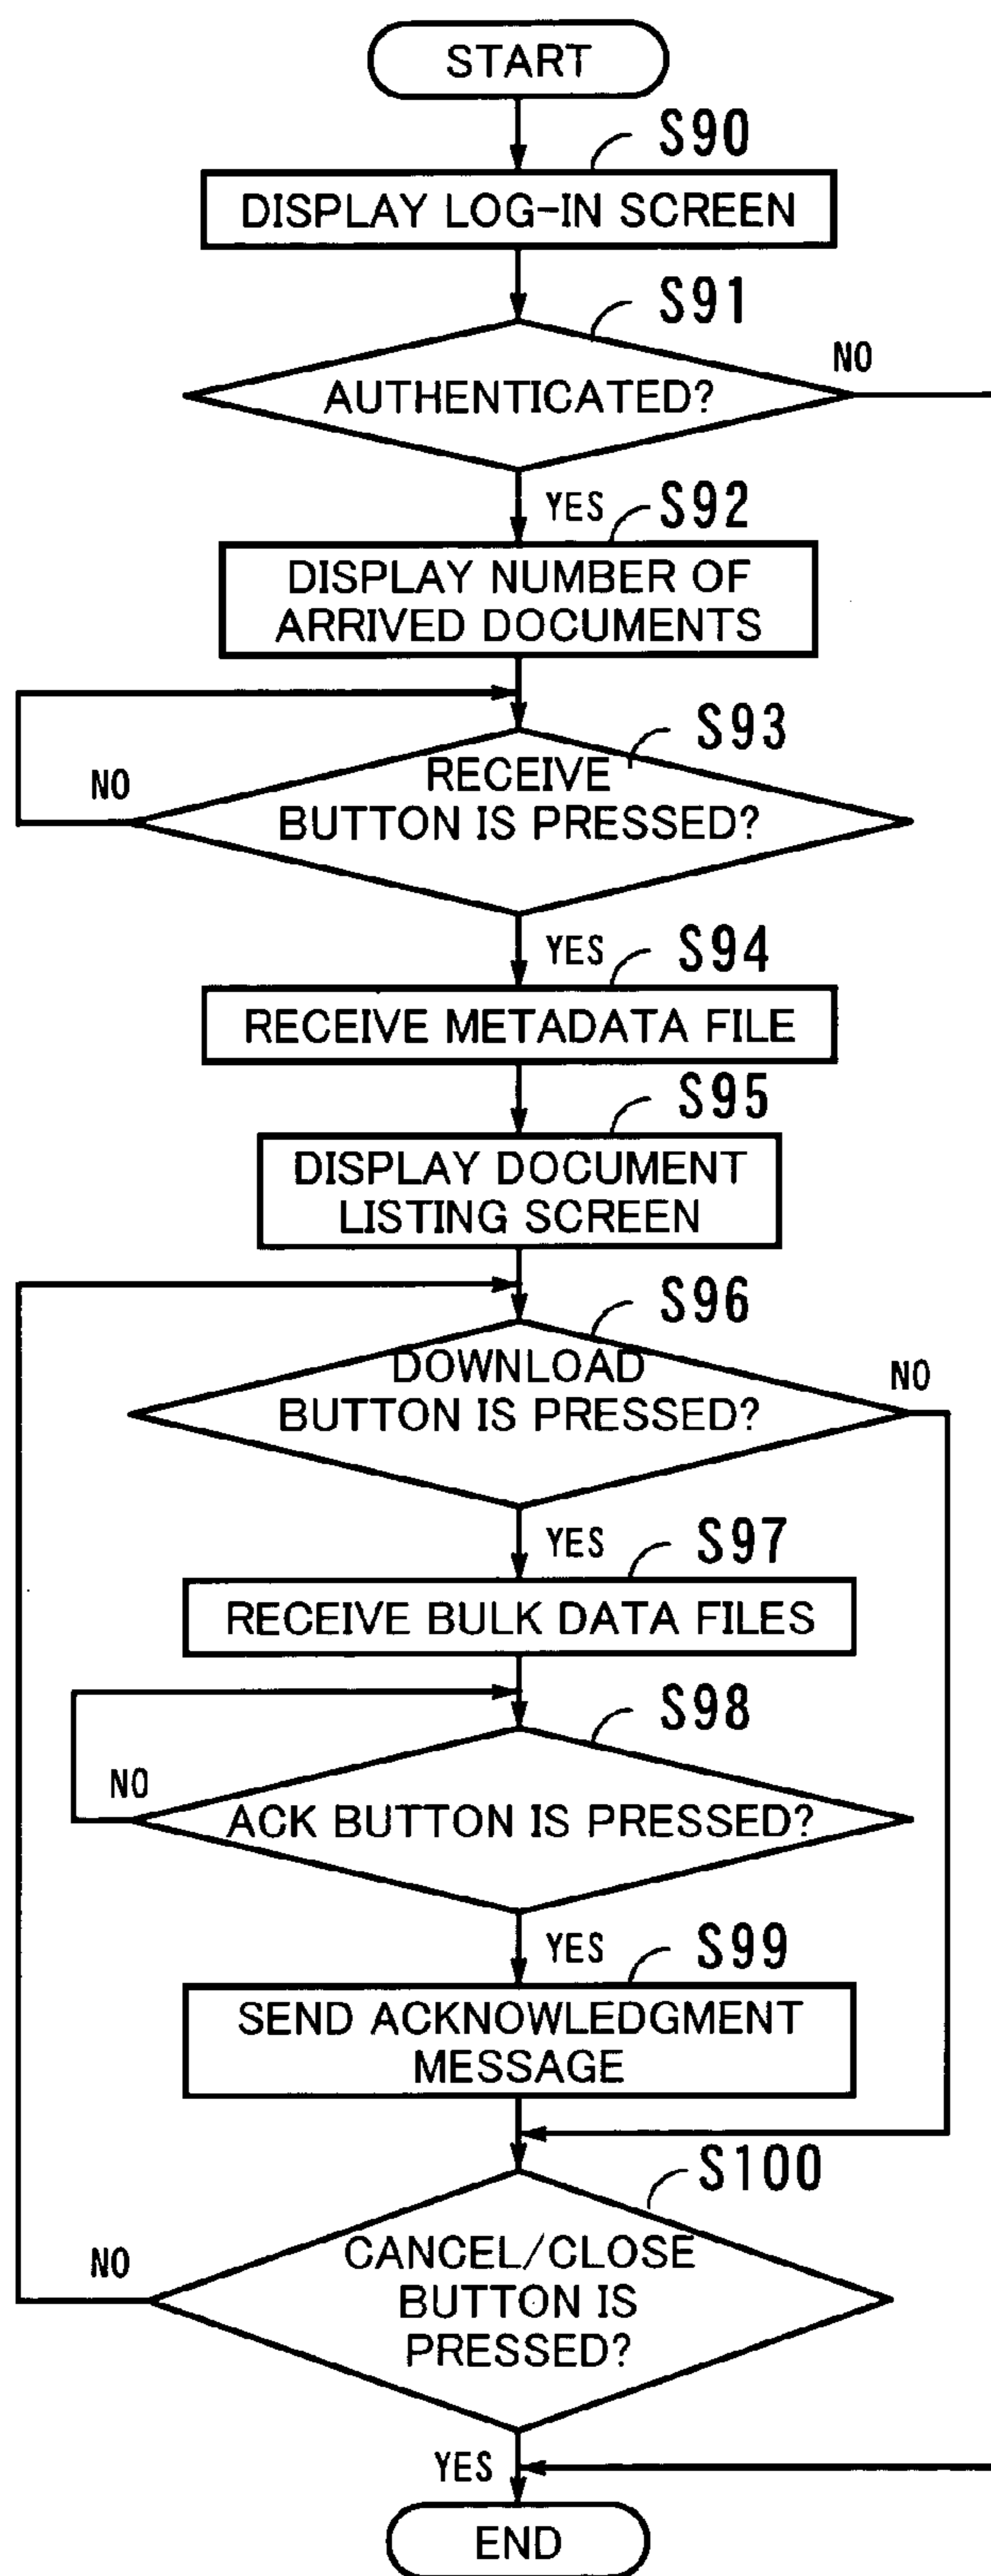 START
S90
DISPLAY LOG-IN SCREEN
S91
AUTHENTICATED?
NO
YES
S92
DISPLAY NUMBER OF
ARRIVED DOCUMENTS
S93
RECEIVE
BUTTON IS PRESSED?
NO
YES
S94
RECEIVE METADATA FILE
S95
DISPLAY DOCUMENT
LISTING SCREEN
S96
DOWNLOAD
BUTTON IS PRESSED?
NO
YES
S97
RECEIVE BULK DATA FILES
S98
NO
ACK BUTTON IS PRESSED?
YES
S99
SEND ACKNOWLEDGMENT
MESSAGE
S100
CANCEL/CLOSE
BUTTON IS
PRESSED?
NO
YES
END